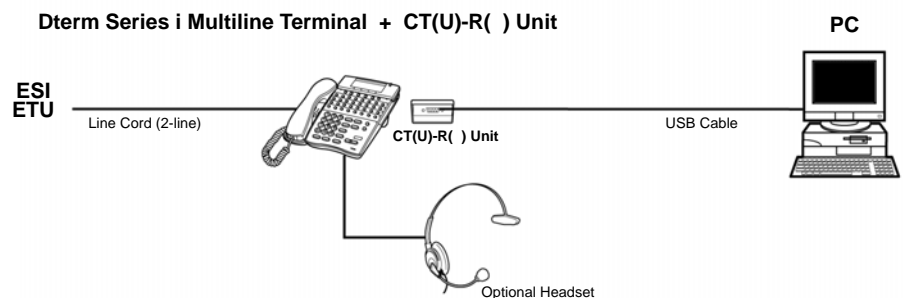 Dterm Series i Multiline Terminal + CT(U)-R( ) Unit
PC
ESI
ETU
Line Cord (2-line)
CT(U)-R( ) Unit
USB Cable
Optional Headset